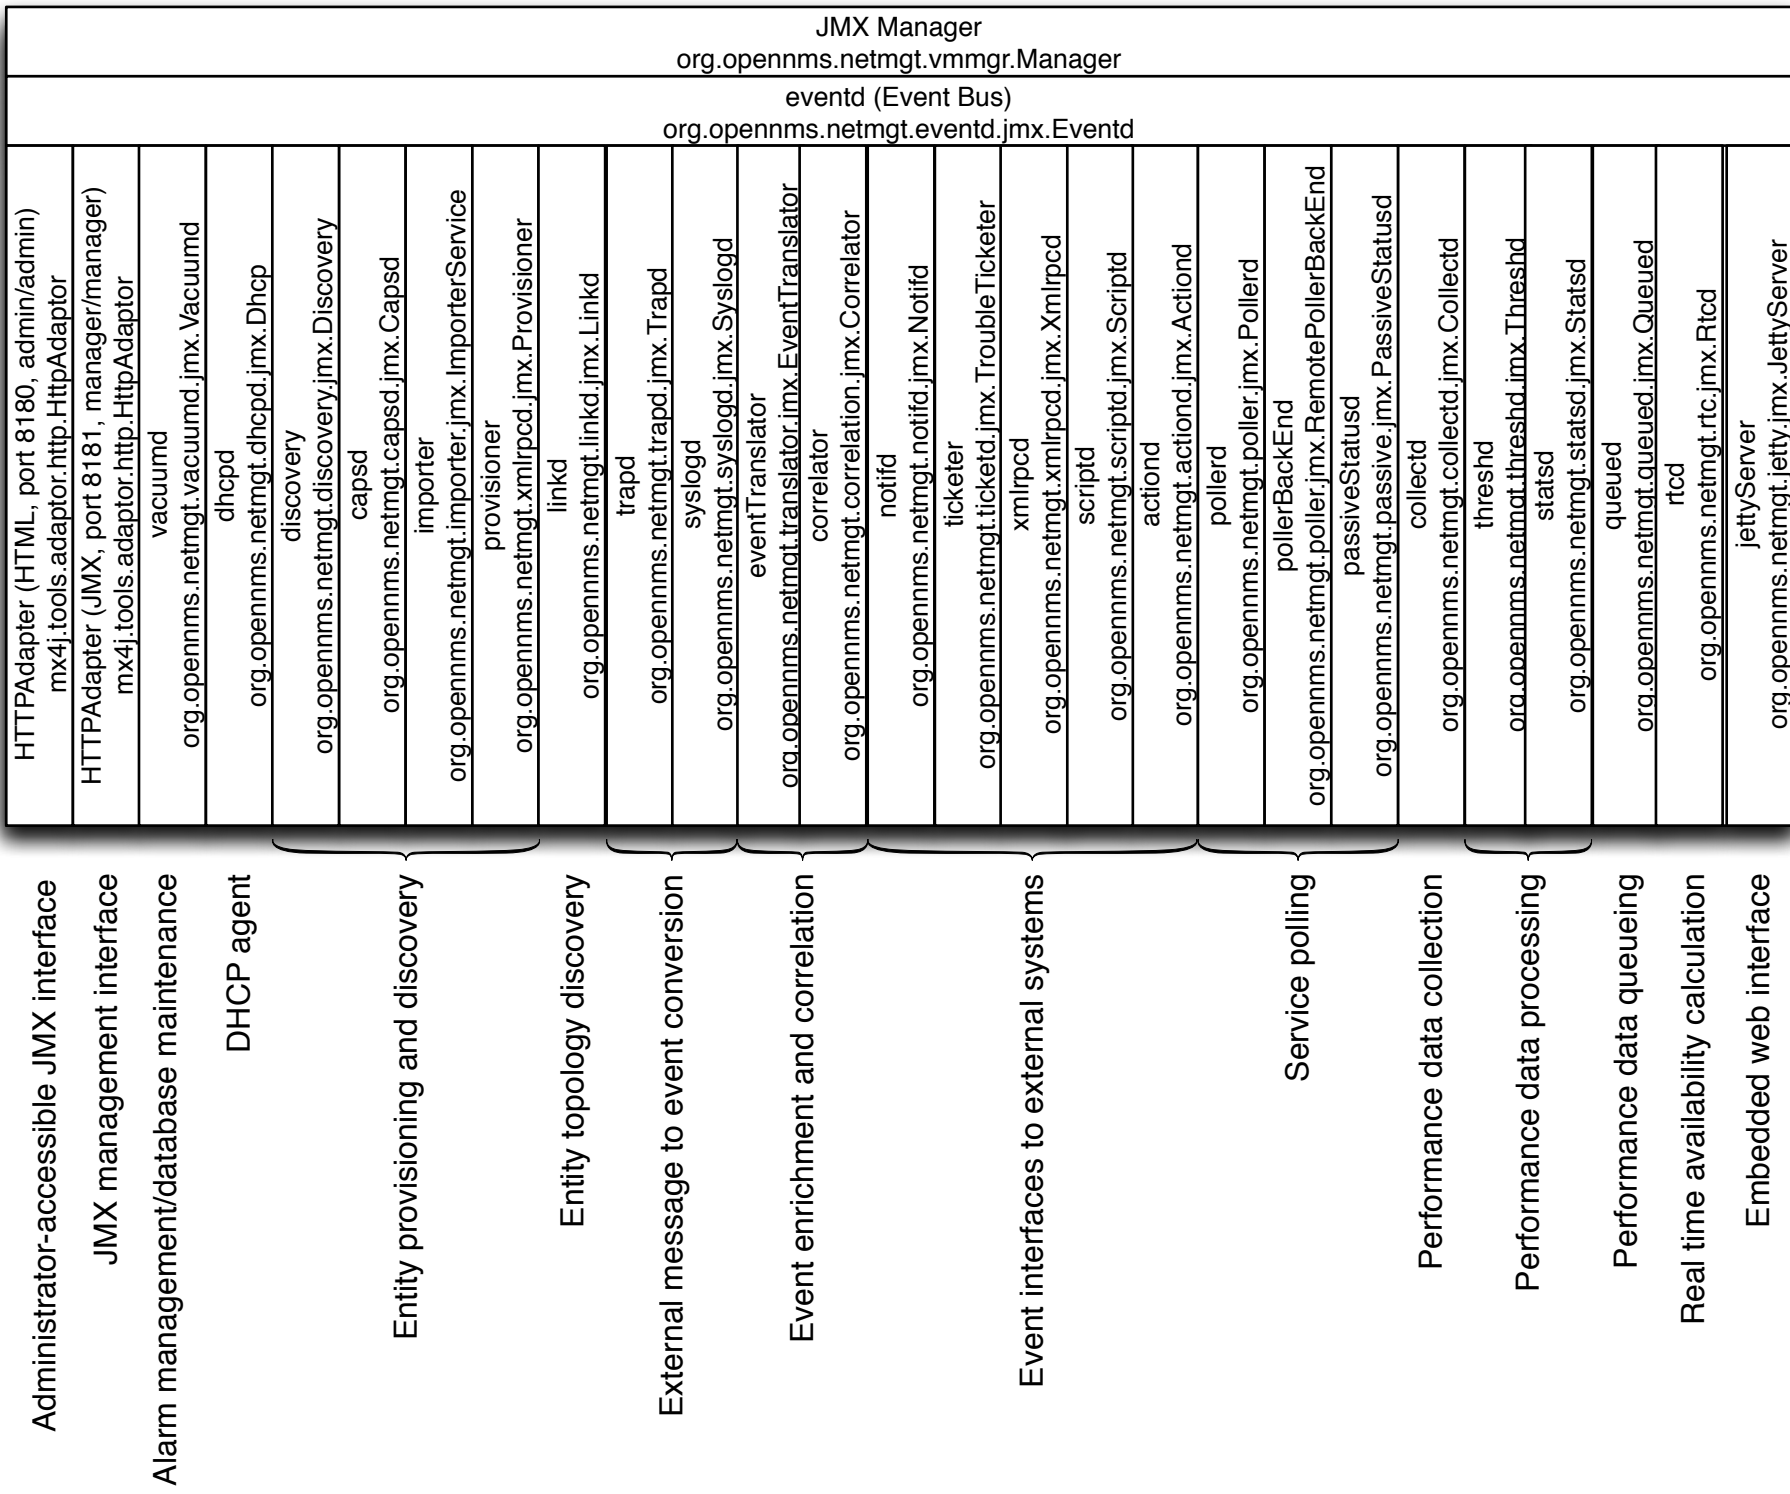 JMX Manager
org.opennms.netmgt.vmmgr.Manager
eventd (Event Bus)
org.opennms.netmgt.eventd.jmx.Eventd
HTTPAdapter (HTML, port 8180, admin/admin)
mx4j.tools.adaptor.http.HttpAdaptor
HTTPAdapter (JMX, port 8181, manager/manager)
mx4j.tools.adaptor.http.HttpAdaptor
vacuumd
org.opennms.netmgt.vacuumd.jmx.Vacuumd
dhcpd
org.opennms.netmgt.dhcpd.jmx.Dhcp
discovery
org.opennms.netmgt.discovery.jmx.Discovery
capsd
org.opennms.netmgt.capsd.jmx.Capsd
importer
org.opennms.netmgt.importer.jmx.ImporterService
provisioner
org.opennms.netmgt.xmlrpcd.jmx.Provisioner
linkd
org.opennms.netmgt.linkd.jmx.Linkd
trapd
org.opennms.netmgt.trapd.jmx.Trapd
syslogd
org.opennms.netmgt.syslogd.jmx.Syslogd
eventTranslator
org.opennms.netmgt.translator.jmx.EventTranslator
correlator
org.opennms.netmgt.correlation.jmx.Correlator
notifd
org.opennms.netmgt.notifd.jmx.Notifd
ticketer
org.opennms.netmgt.ticketd.jmx.TroubleTicketer
xmlrpcd
org.opennms.netmgt.xmlrpcd.jmx.Xmlrpcd
scriptd
org.opennms.netmgt.scriptd.jmx.Scriptd
actiond
org.opennms.netmgt.actiond.jmx.Actiond
pollerd
org.opennms.netmgt.poller.jmx.Pollerd
pollerBackEnd
org.opennms.netmgt.poller.jmx.RemotePollerBackEnd
passiveStatusd
org.opennms.netmgt.passive.jmx.PassiveStatusd
collectd
org.opennms.netmgt.collectd.jmx.Collectd
threshd
org.opennms.netmgt.threshd.jmx.Threshd
statsd
org.opennms.netmgt.statsd.jmx.Statsd
queued
org.opennms.netmgt.queued.jmx.Queued
rtcd
org.opennms.netmgt.rtc.jmx.Rtcd
jettyServer
org.opennms.netmgt.jetty.jmx.JettyServer
Administrator-accessible JMX interface
JMX management interface
Alarm management/database maintenance
DHCP agent
Entity provisioning and discovery
Entity topology discovery
External message to event conversion
Event enrichment and correlation
Event interfaces to external systems
Service polling
Performance data collection
Performance data processing
Performance data queueing
Real time availability calculation
Embedded web interface